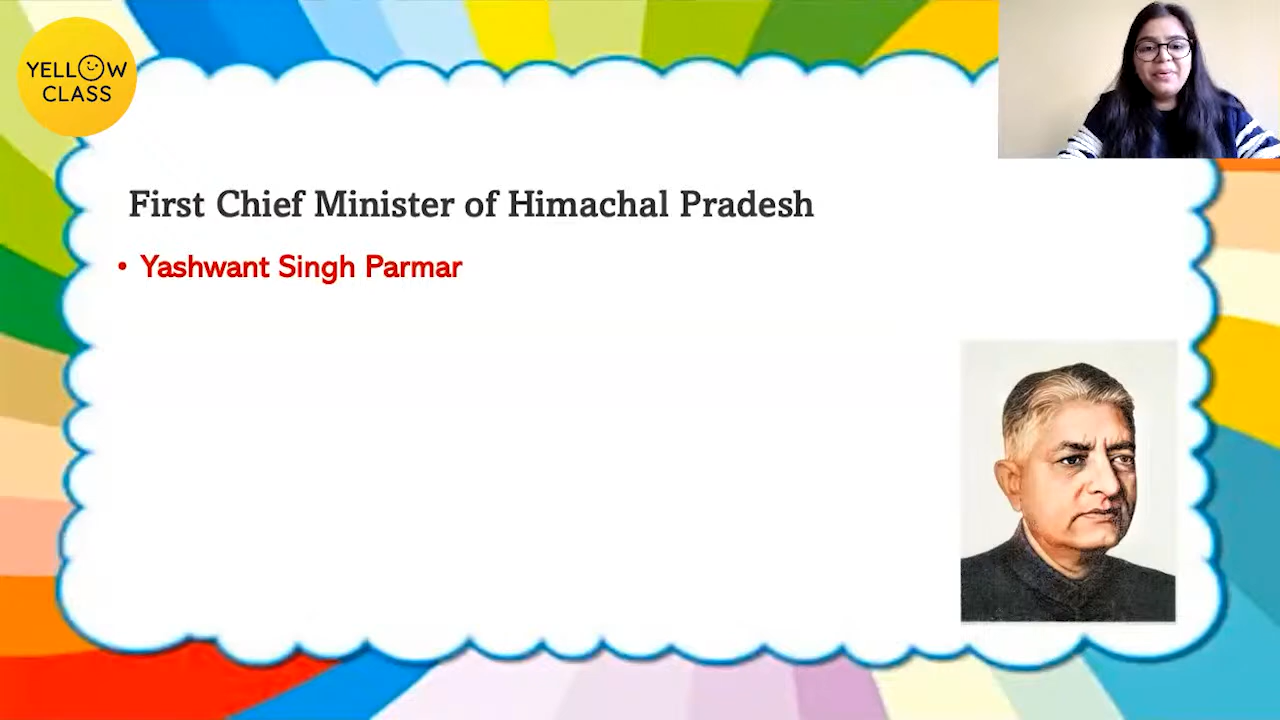 YELLOW
CLASS
First Chief Minister of Himachal Pradesh
• Yashwant Singh Parmar